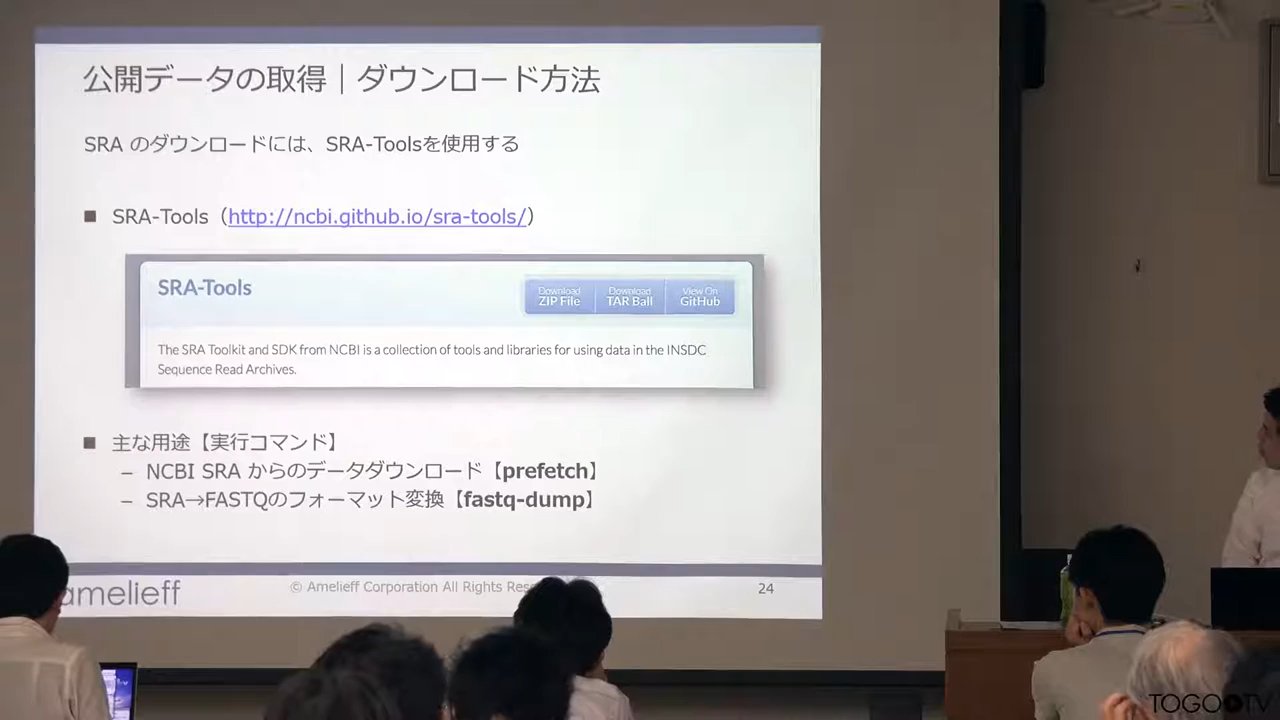 公開データの取得｜ダウンロード方法
SRA のダウンロードには、SRA-Toolsを使用する
■ SRA-Tools（http://ncbi.github.io/sra-tools/）
SRA-Tools
Download ZIP File
Download TAR Ball
View On GitHub
The SRA Toolkit and SDK from NCBI is a collection of tools and libraries for using data in the INSDC
Sequence Read Archives.
■ 主な用途【実行コマンド】
– NCBI SRA からのデータダウンロード【prefetch】
– SRA→FASTQのフォーマット変換【fastq-dump】
amelieff
© Amelieff Corporation All Rights
24
TOGOTV